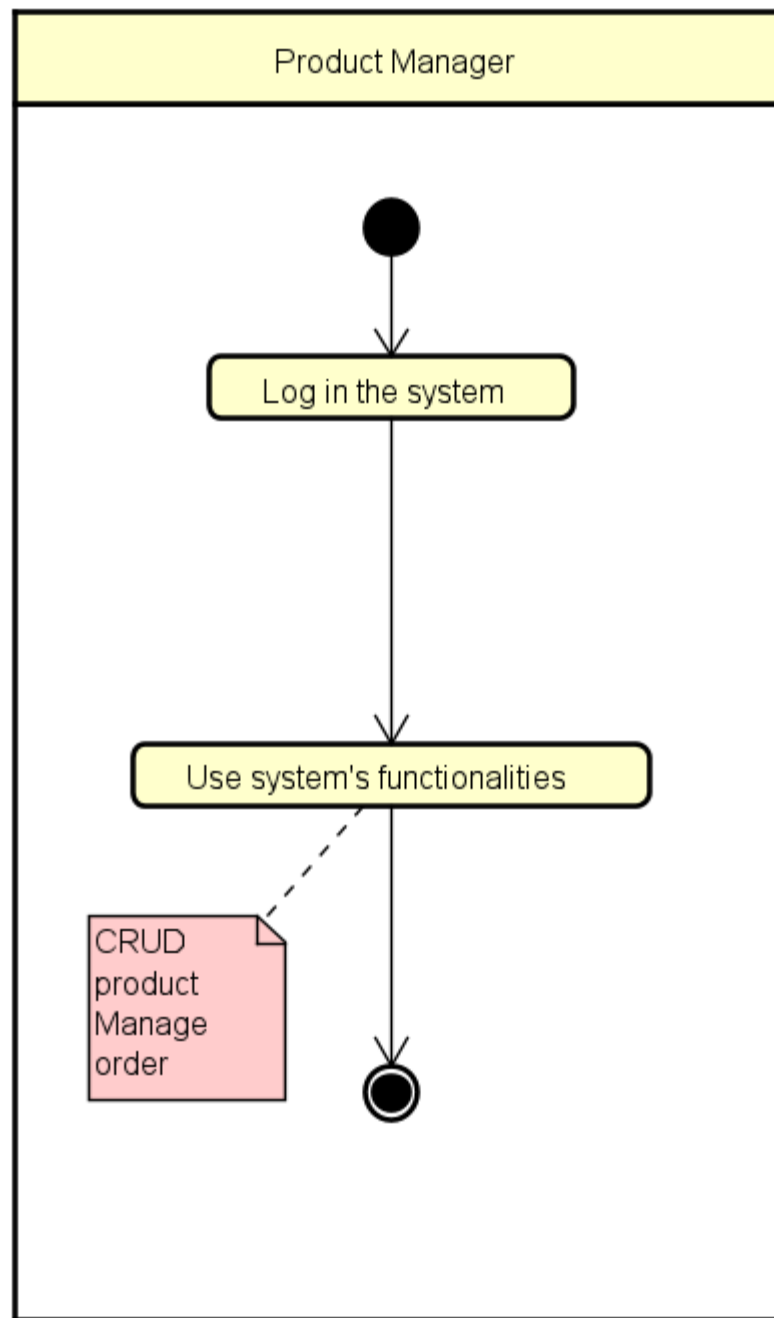 Product Manager
Log in the system
Use system's functionalities
CRUD
product
Manage
order